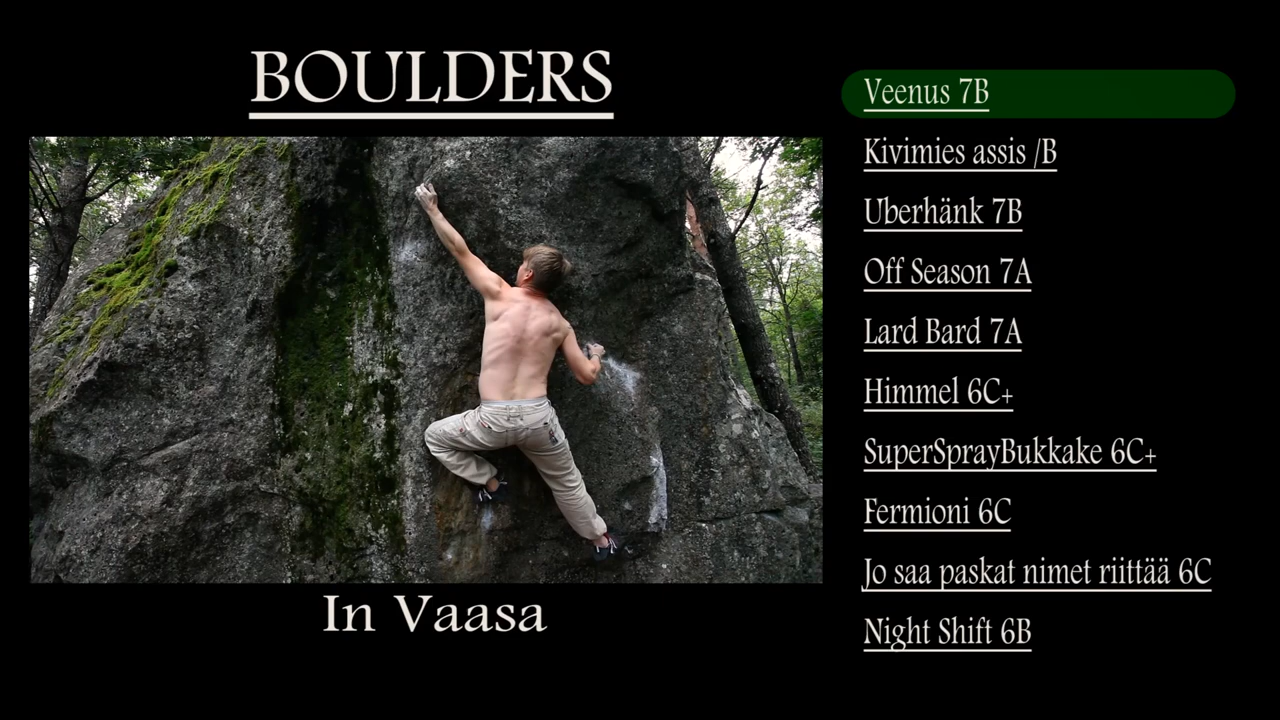 BOULDERS
In Vaasa
Veenus 7B
Kivimies assis /B
Uberhänk 7B
Off Season 7A
Lard Bard 7A
Himmel 6C+
SuperSprayBukkake 6C+
Fermioni 6C
Jo saa paskat nimet riittää 6C
Night Shift 6B